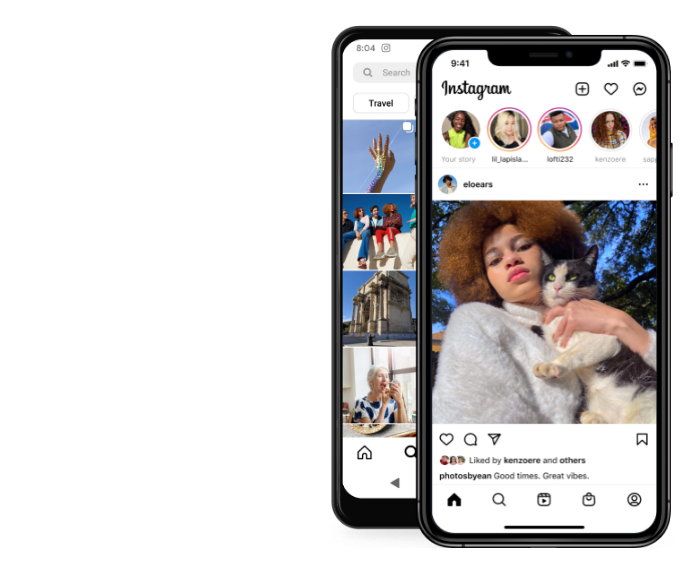 8:04
Search
Travel
9:41
Instagram
Your story
lil_lapisla...
lofti232
kenzoere
sapp
eloears
Liked by kenzoere and others
photosbyean Good times. Great vibes.